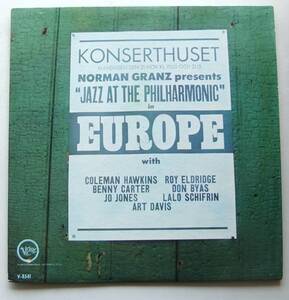 KONSERTHUSET
NORMAN GRANZ presents
"JAZZ AT THE PHILHARMONIC"
in
EUROPE
with
COLEMAN HAWKINS ROY ELDRIDGE
BENNY CARTER DON BYAS
JO JONES LALO SCHIFRIN
ART DAVIS
Verve
V-8541